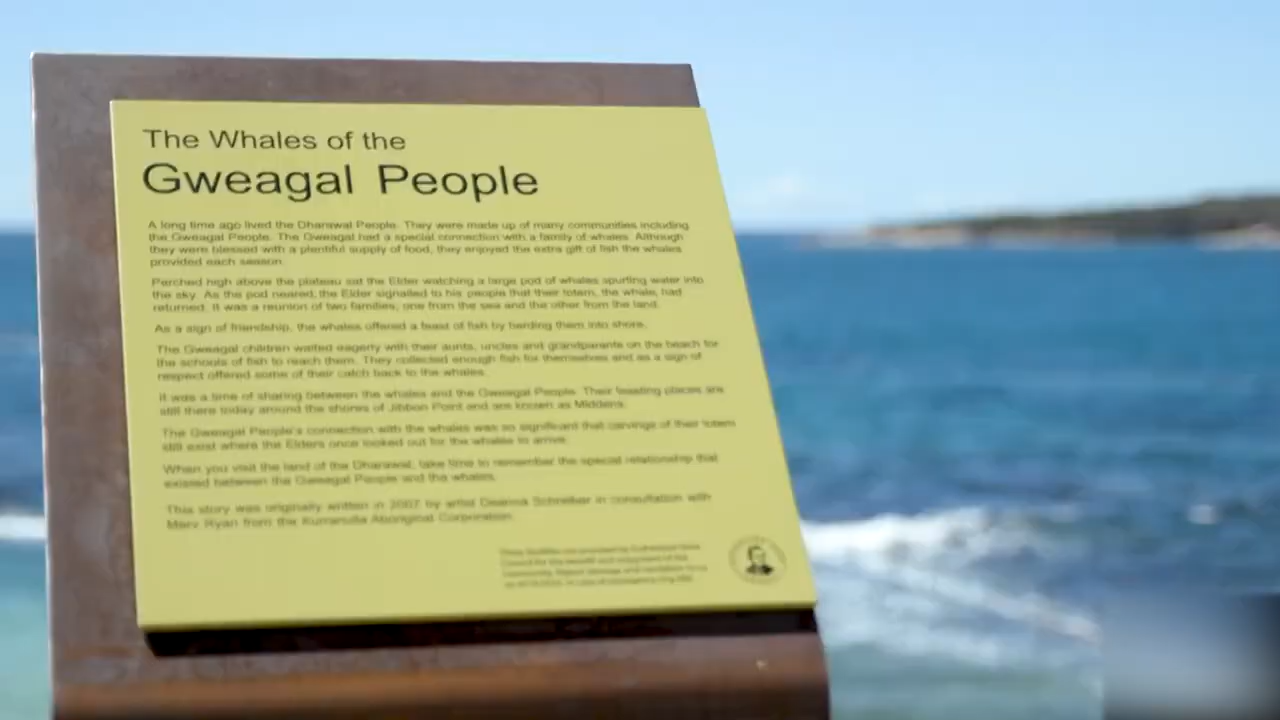 The Whales of the
Gweagal People
A long time ago lived the Dharawal People. They were made up of many communities including
the Gweagal People. The Gweagal had a special connection with a family of whales. Although
they were blessed with a plentiful supply of food, they enjoyed the extra gift of fish the whales
provided each season.
Perched high above the plateau sat the Elder watching a large pod of whales spurting water into
the sky. As the pod neared, the Elder signalled to his people that their totem, the whale, had
returned. It was a reunion of two families; one from the sea and the other from the land.
As a sign of friendship, the whales offered a feast of fish by herding them into shore.
The Gweagal children waited eagerly with their aunts, uncles and grandparents on the beach for
the schools of fish to reach them. They collected enough fish for themselves and as a sign of
respect offered some of their catch back to the whales.
It was a time of sharing between the whales and the Gweagal People. Their feasting places are
still there today around the shores of Jibbon Point and are known as Middens.
The Gweagal People's connection with the whales was so significant that carvings of their totem
still exist where the Elders once looked out for the whales to arrive.
When you visit the land of the Dharawal, take time to remember the special relationship that
existed between the Gweagal People and the whales.
This story was originally written in 2007 by artist Deanna Schreiber in consultation with
Merv Ryan from the Kurranulla Aboriginal Corporation.